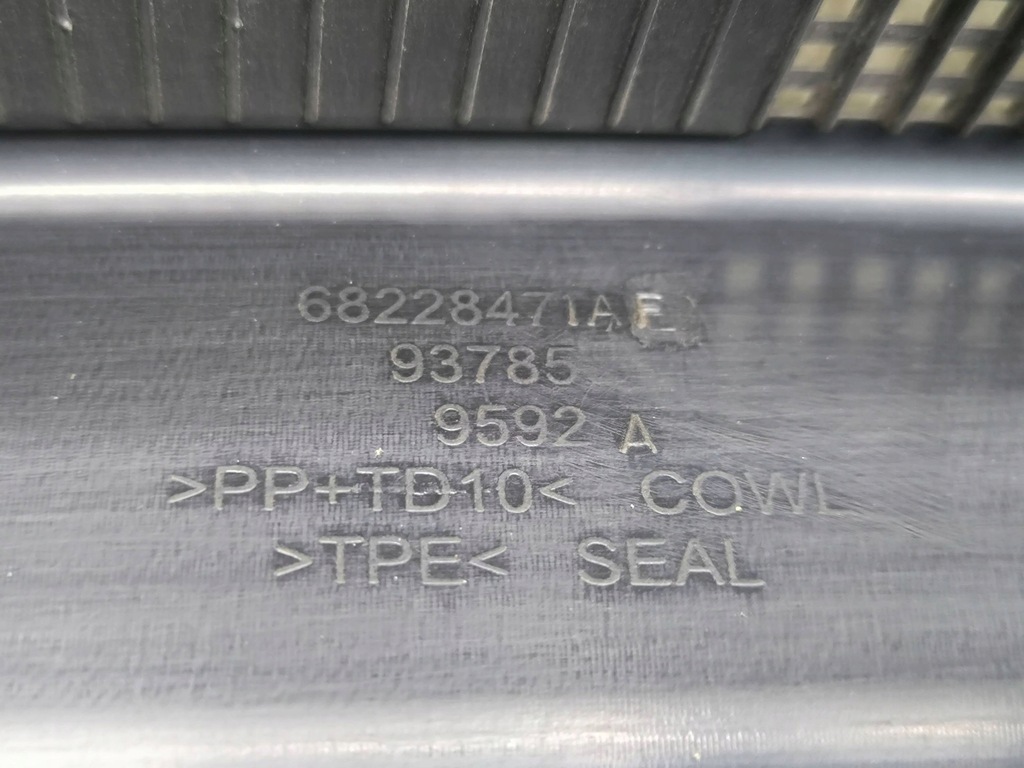 68228471AE
93785
9592 A
>PP+TD10< COWL
>TPE< SEAL